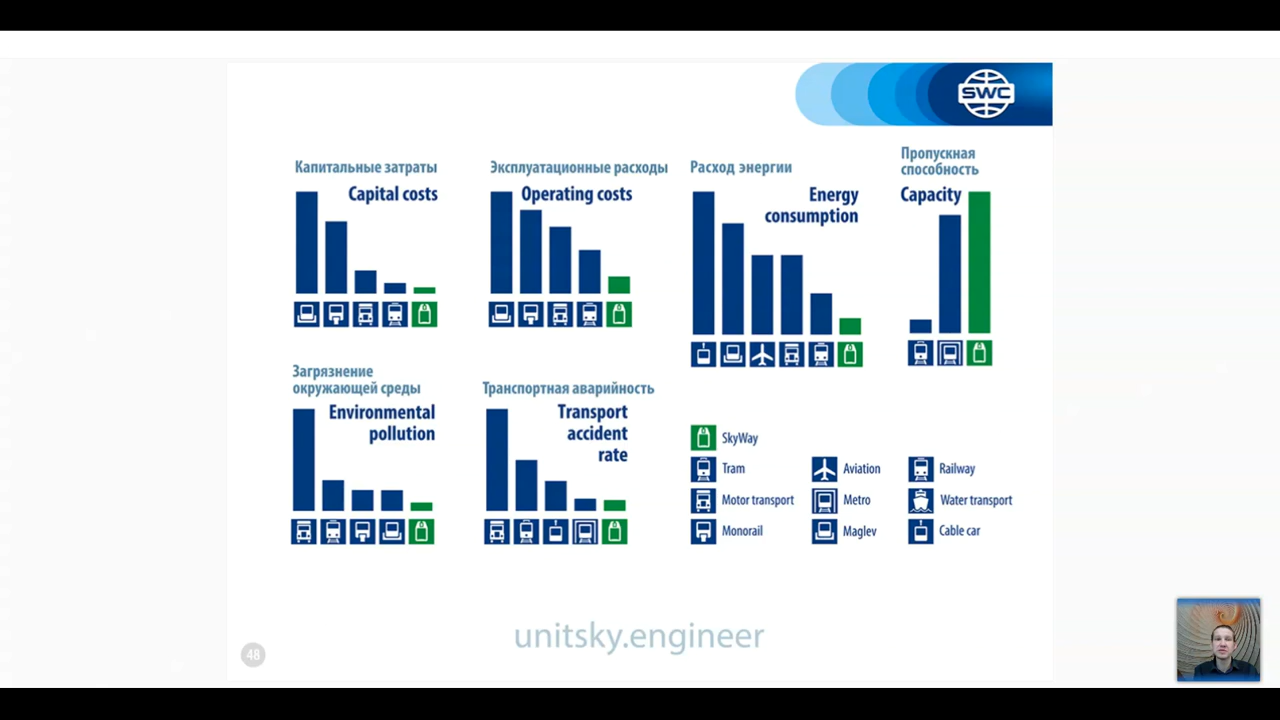 SWC
Капитальные затраты
Capital costs
Эксплуатационные расходы
Operating costs
Расход энергии
Energy
consumption
Пропускная
способность
Capacity
Загрязнение
окружающей среды
Environmental
pollution
Транспортная аварийность
Transport
accident
rate
SkyWay
Tram
Aviation
Railway
Motor transport
Metro
Water transport
Monorail
Maglev
Cable car
unitsky.engineer
48